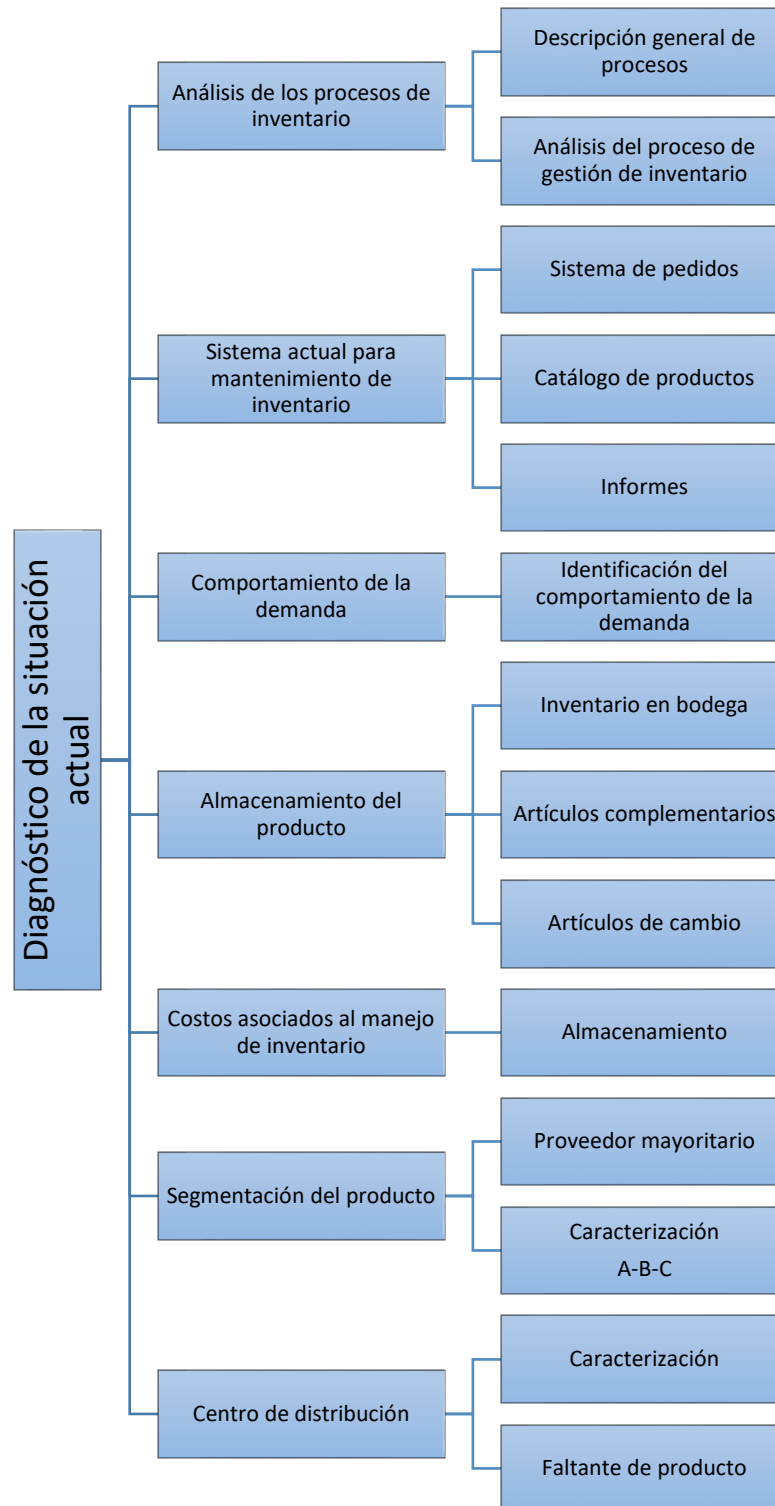 Diagnóstico de la situación
actual
Análisis de los procesos de
inventario
Descripción general de
procesos
Análisis del proceso de
gestión de inventario
Sistema actual para
mantenimiento de
inventario
Sistema de pedidos
Catálogo de productos
Informes
Comportamiento de la
demanda
Identificación del
comportamiento de la
demanda
Almacenamiento del
producto
Inventario en bodega
Artículos complementarios
Artículos de cambio
Costos asociados al manejo
de inventario
Almacenamiento
Segmentación del producto
Proveedor mayoritario
Caracterización
A-B-C
Centro de distribución
Caracterización
Faltante de producto